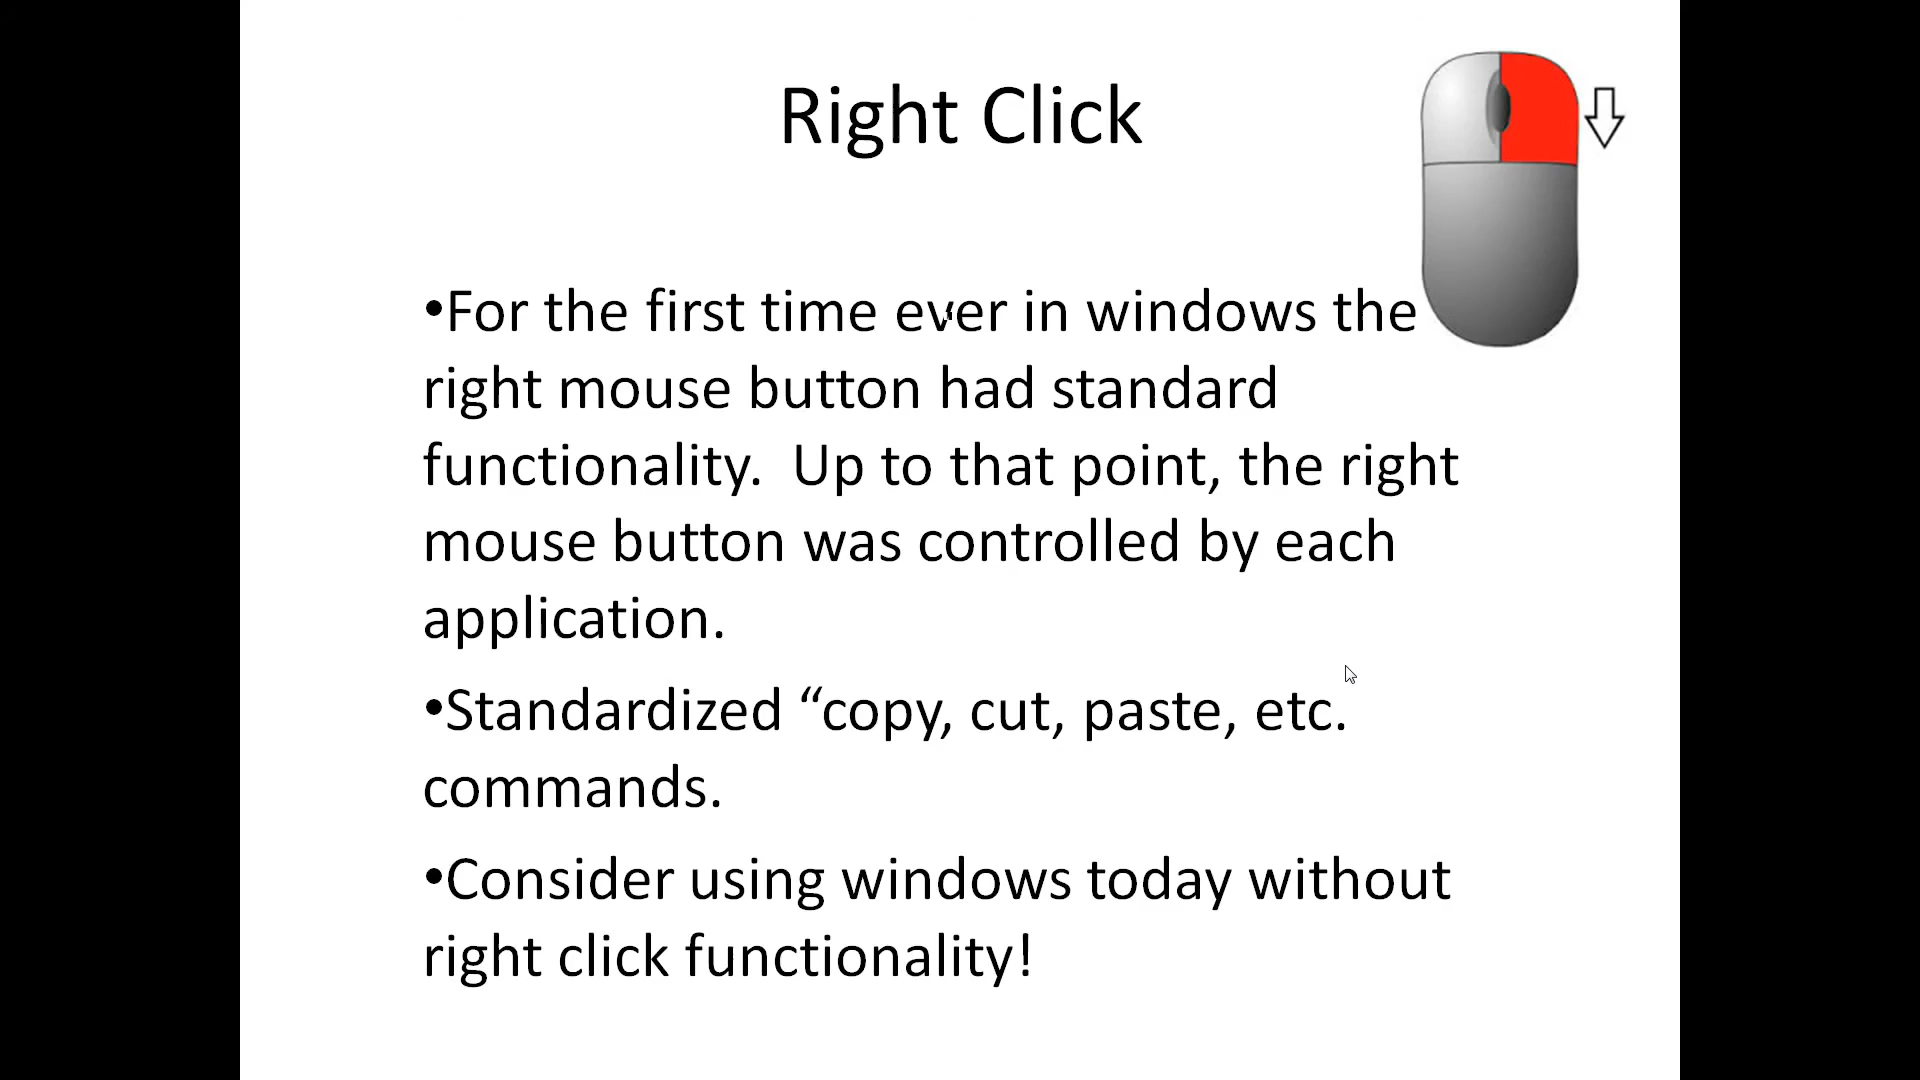 Right Click
•For the first time ever in windows the
right mouse button had standard
functionality.  Up to that point, the right
mouse button was controlled by each
application.
•Standardized “copy, cut, paste, etc.
commands.
•Consider using windows today without
right click functionality!